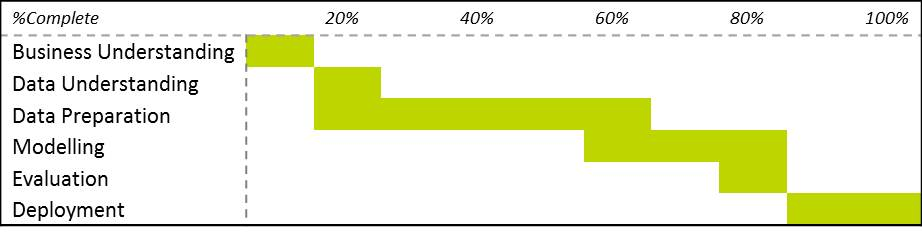 %Complete 20% 40% 60% 80% 100%
Business Understanding
Data Understanding
Data Preparation
Modelling
Evaluation
Deployment